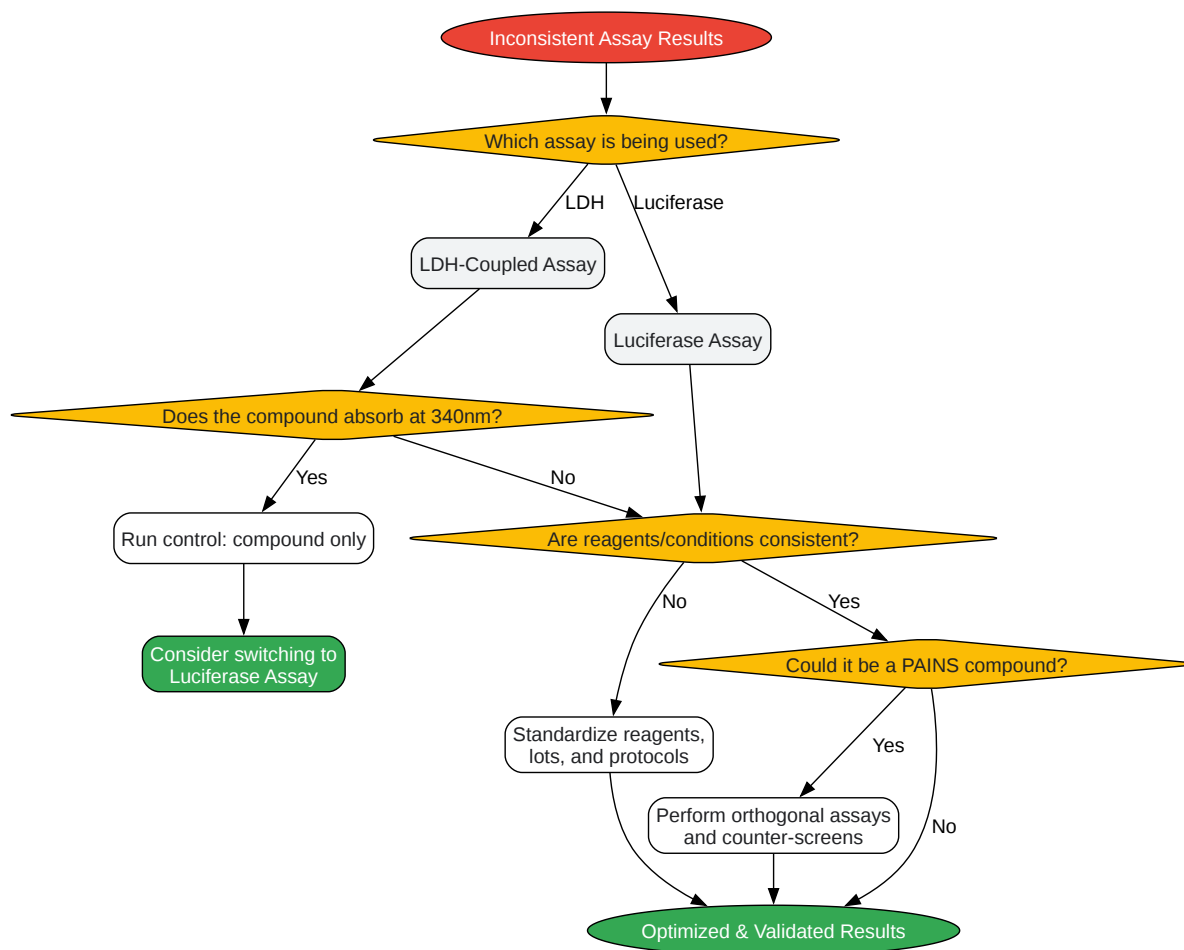 Inconsistent Assay Results
Which assay is being used?
LDH
Luciferase
LDH-Coupled Assay
Luciferase Assay
Does the compound absorb at 340nm?
Yes
No
Run control: compound only
Are reagents/conditions consistent?
No
Yes
Consider switching to
Luciferase Assay
Could it be a PAINS compound?
Standardize reagents,
lots, and protocols
Yes
No
Perform orthogonal assays
and counter-screens
Optimized & Validated Results